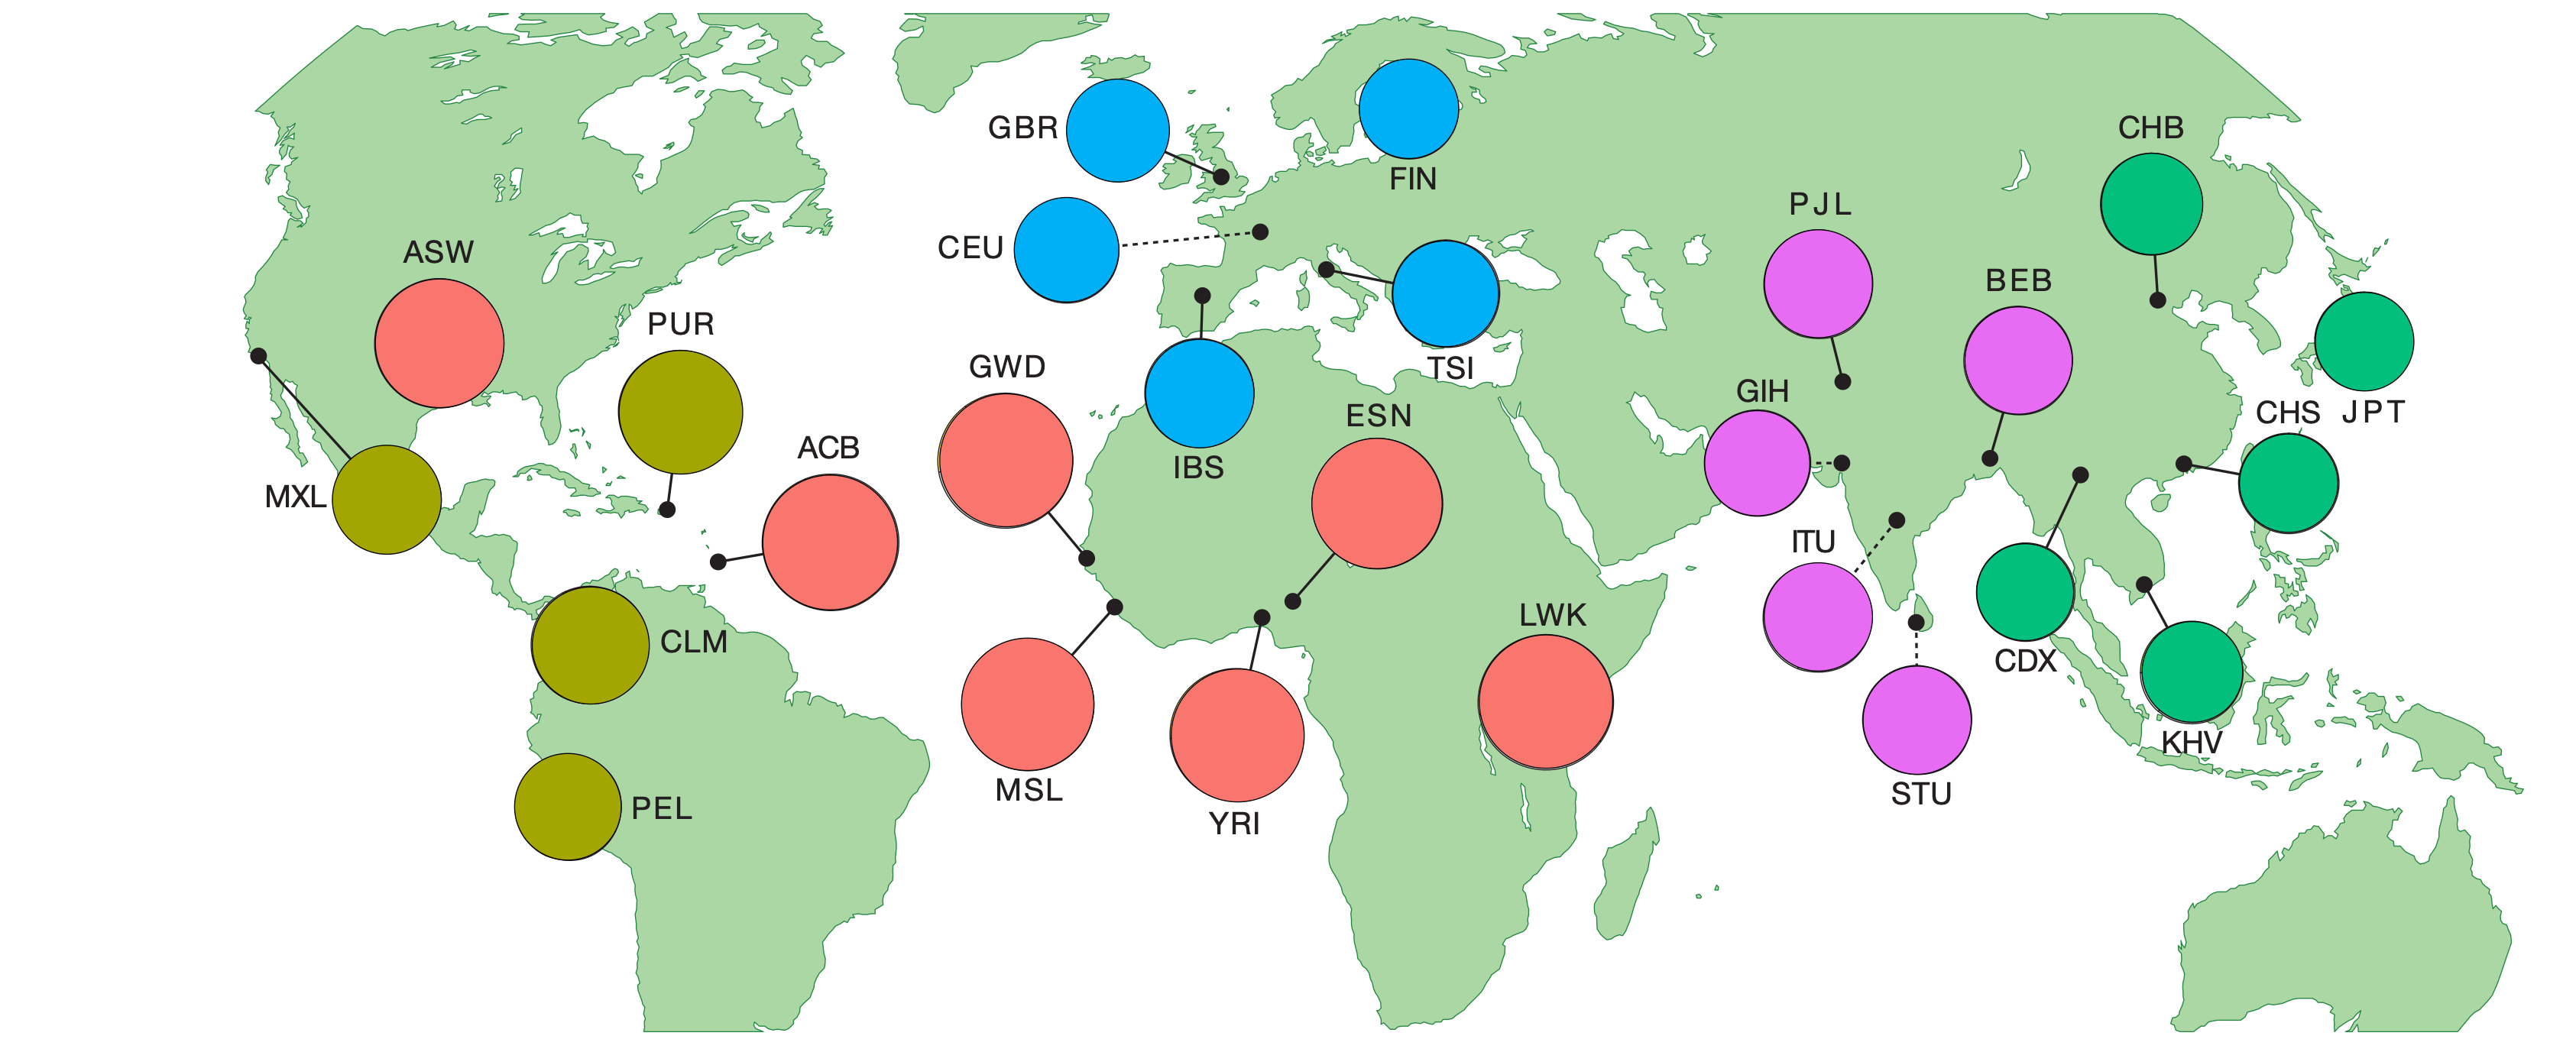 GBR
FIN
CHB
CEU
PJL
ASW
BEB
PUR
GWD
TSI
GIH
ESN
CHS
JPT
ACB
IBS
MXL
ITU
LWK
CLM
CDX
KHV
MSL
STU
PEL
YRI